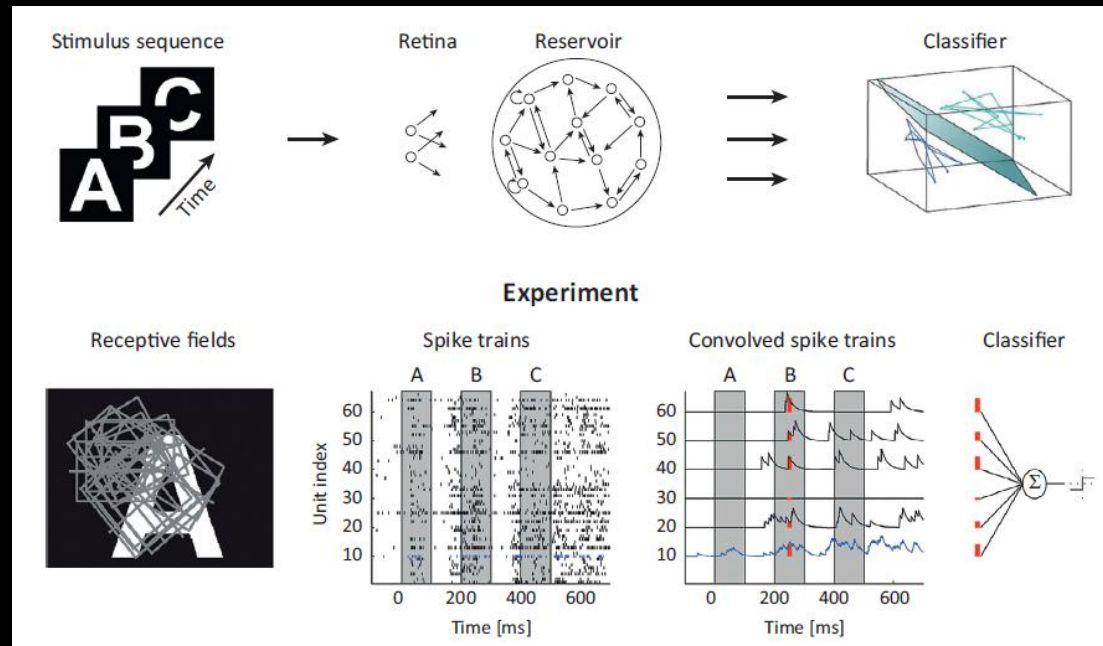 Stimulus sequence
Retina
Reservoir
Classifier
A
B
C
Time
Experiment
Receptive fields
Spike trains
Convolved spike trains
Classifier
A
A B C
Unit index
60
50
40
30
20
10
0 200 400 600
Time [ms]
A B C
60
50
40
30
20
10
0 200 400 600
Time [ms]
Σ